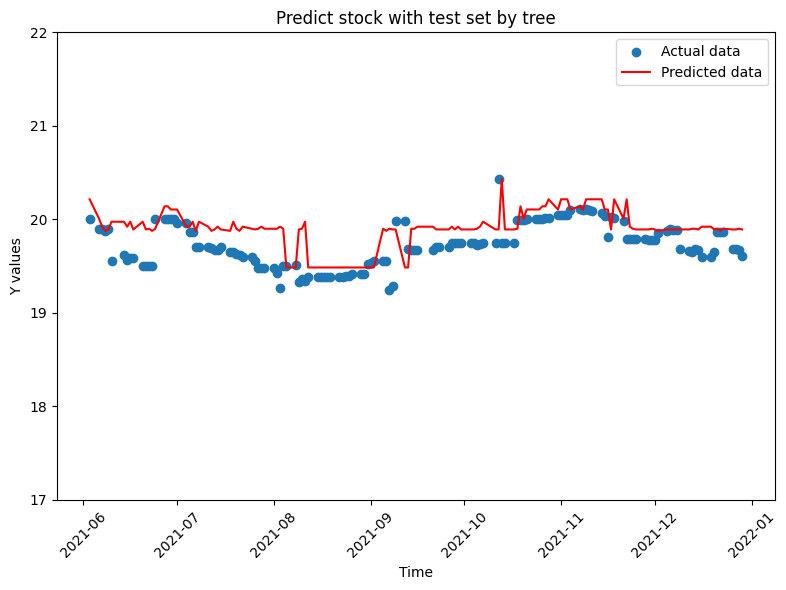 Predict stock with test set by tree
Actual data
Predicted data
Y values
22
21
20
19
18
17
2021-06
2021-07
2021-08
2021-09
2021-10
2021-11
2021-12
2022-01
Time